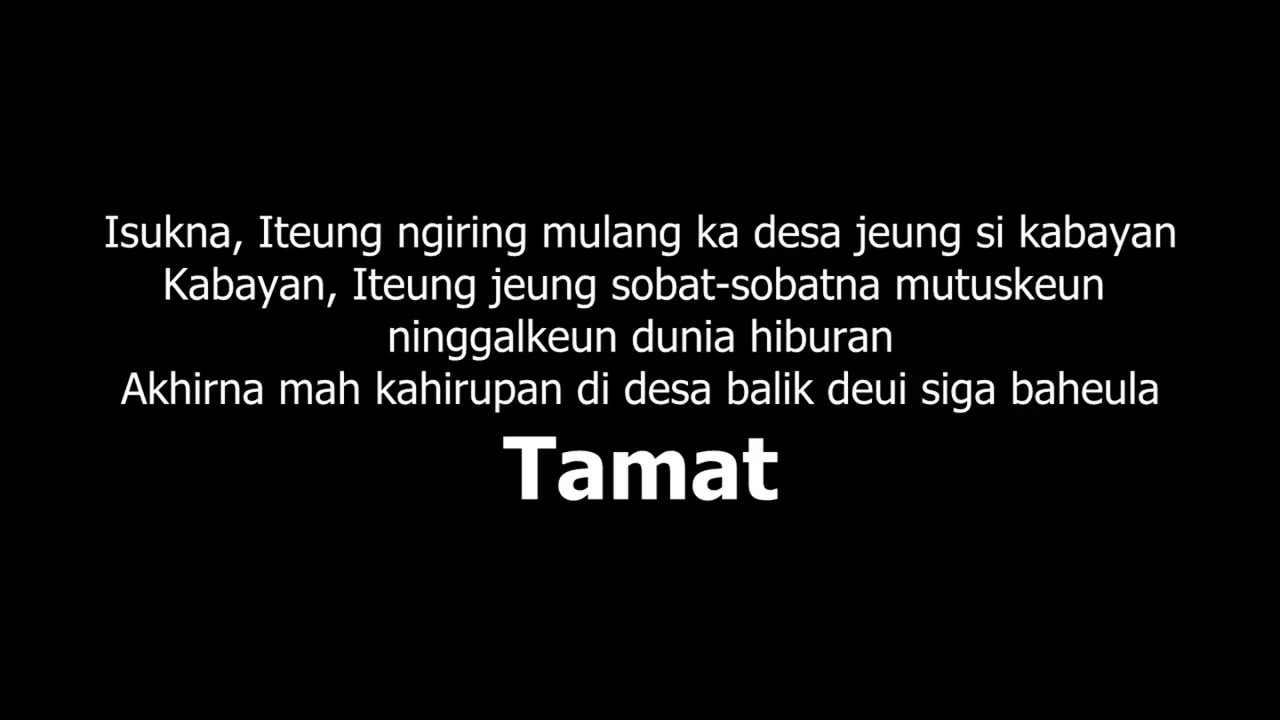 Isukna, Iteung ngiring mulang ka desa jeung si kabayan
Kabayan, Iteung jeung sobat-sobatna mutuskeun
ninggalkeun dunia hiburan
Akhirna mah kahirupan di desa balik deui siga baheula
Tamat